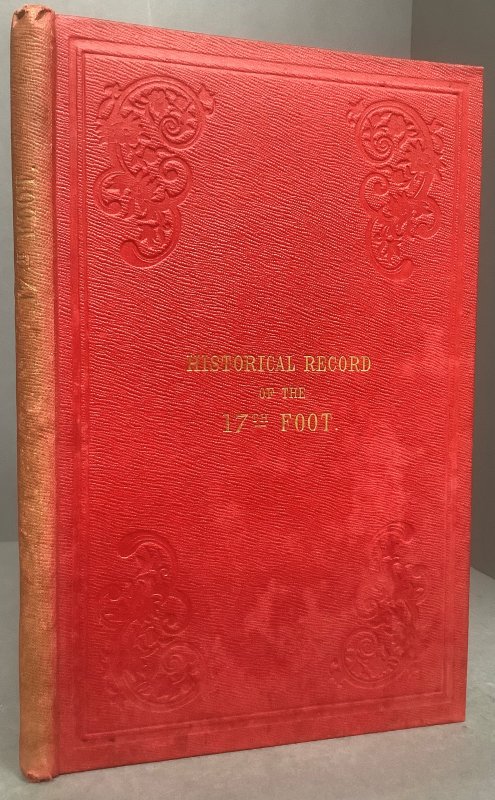 HISTORICAL RECORD
OF THE
17TH FOOT.